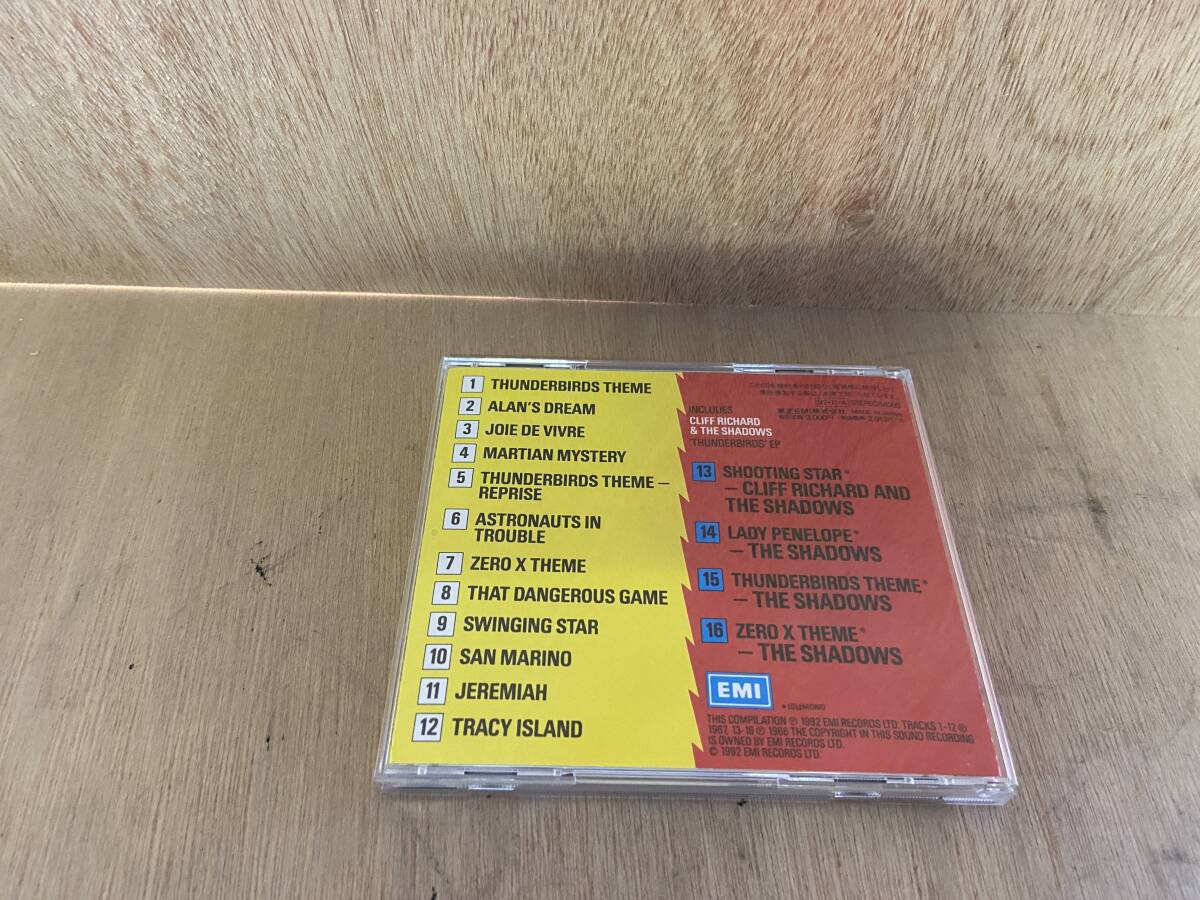 1 THUNDERBIRDS THEME
2 ALAN'S DREAM
3 JOIE DE VIVRE
4 MARTIAN MYSTERY
5 THUNDERBIRDS THEME –
REPRISE
6 ASTRONAUTS IN
TROUBLE
7 ZERO X THEME
8 THAT DANGEROUS GAME
9 SWINGING STAR
10 SAN MARINO
11 JEREMIAH
12 TRACY ISLAND
INCLUDES
CLIFF RICHARD
& THE SHADOWS
'THUNDERBIRDS' EP
13 SHOOTING STAR*
– CLIFF RICHARD AND
THE SHADOWS
14 LADY PENELOPE*
– THE SHADOWS
15 THUNDERBIRDS THEME*
– THE SHADOWS
16 ZERO X THEME*
– THE SHADOWS
EMI
THIS COMPILATION ℗ 1992 EMI RECORDS LTD. TRACKS 1-12 ℗
1967, 13-16 ℗ 1966 THE COPYRIGHT IN THIS SOUND RECORDING
IS OWNED BY EMI RECORDS LTD.
© 1992 EMI RECORDS LTD.